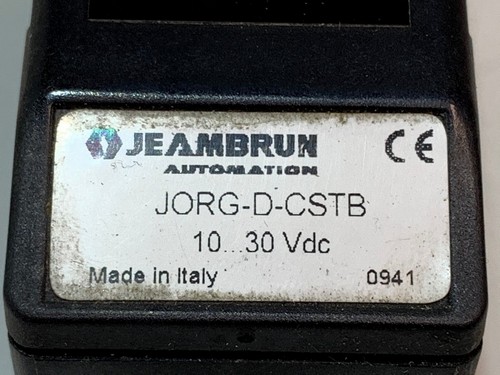 JEAMBRUN CE
AUTOMATION
JORG-D-CSTB
10...30 Vdc
Made in Italy 0941